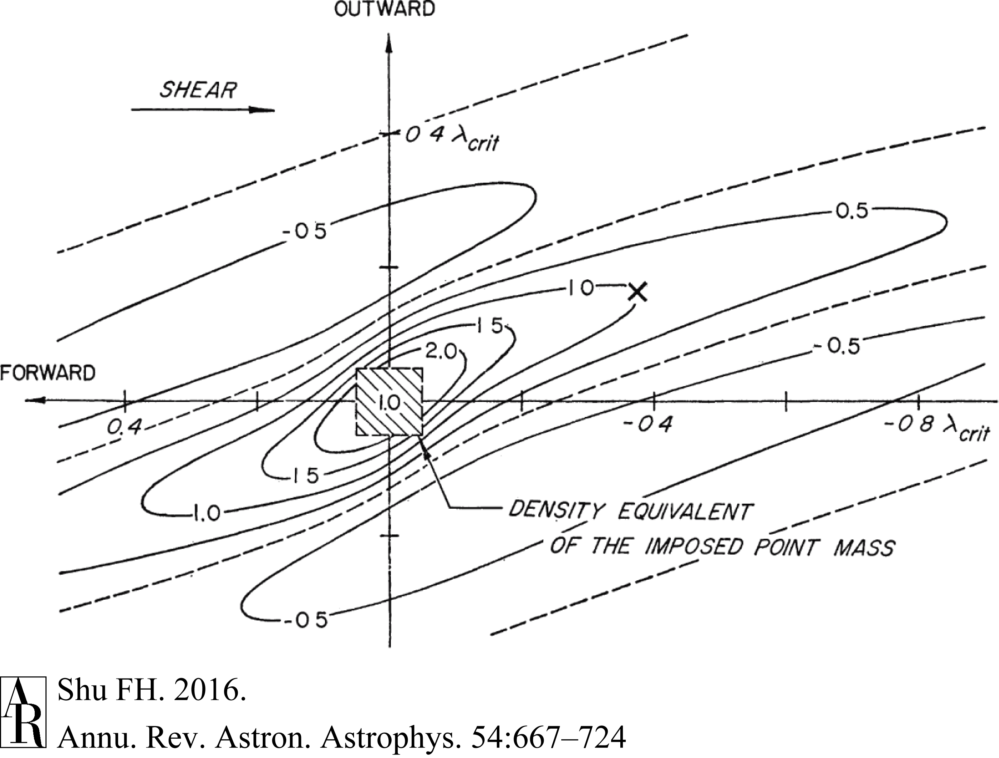 OUTWARD
SHEAR
0 4 λcrit
-0 5
0.5
1 0
1 5
2.0
-0.5
FORWARD
1.0
0.4
-0 4
-0 8 λcrit
1 5
1.0
DENSITY EQUIVALENT
OF THE IMPOSED POINT MASS
-0 5
AR
Shu FH. 2016.
Annu. Rev. Astron. Astrophys. 54:667–724